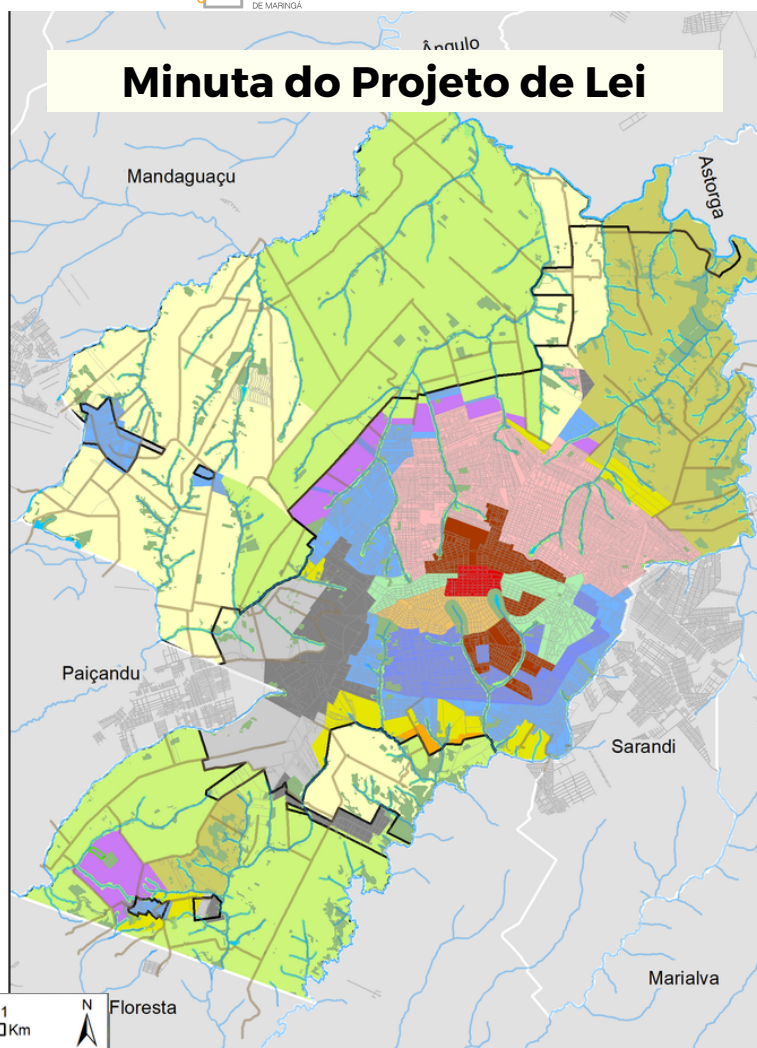 DE MARINGÁ
Ângulo
Minuta do Projeto de Lei
Mandaguaçu
Astorga
Paiçandu
Sarandi
Marialva
Floresta
1
Km
N